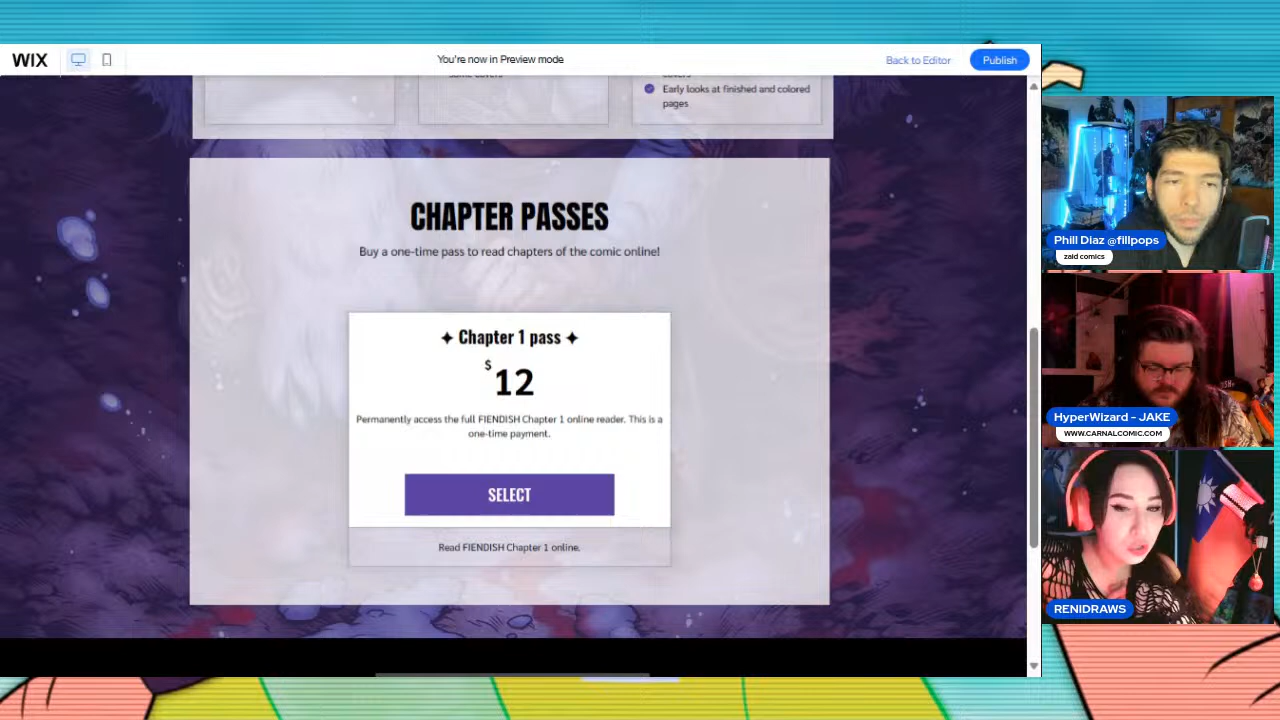 WIX
You're now in Preview mode
Back to Editor
Publish
Early looks at finished and colored
pages
CHAPTER PASSES
Buy a one-time pass to read chapters of the comic online!
✦ Chapter 1 pass ✦
$12
Permanently access the full FIENDISH Chapter 1 online reader. This is a
one-time payment.
SELECT
Read FIENDISH Chapter 1 online.
Phill Diaz @fillpops
zaid comics
HyperWizard - JAKE
WWW.CARNALCOMIC.COM
RENIDRAWS